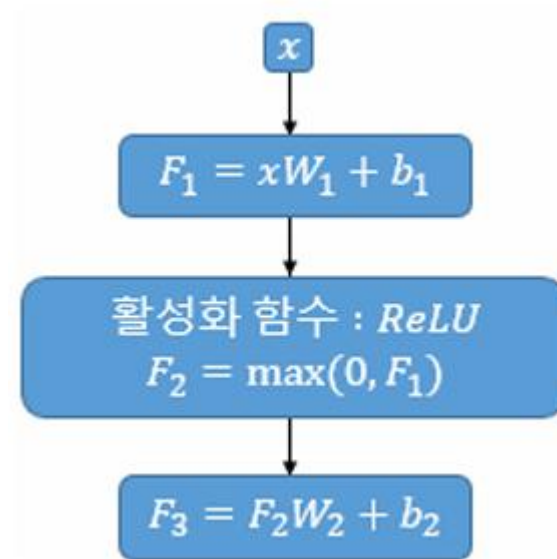 x
F₁ = xW₁ + b₁
활성화 함수 : ReLU
F₂ = max(0, F₁)
F₃ = F₂W₂ + b₂